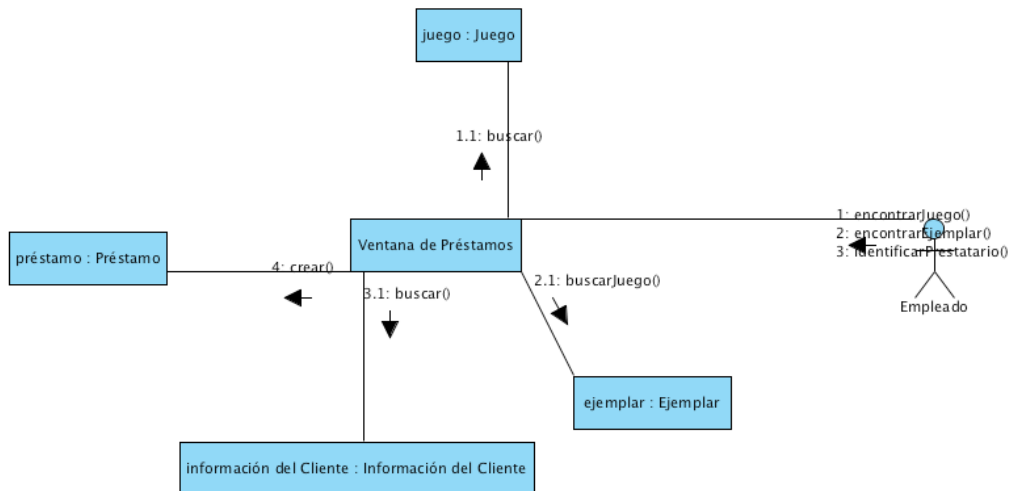 juego : Juego
1.1: buscar()
1: encontrarJuego()
2: encontrarEjemplar()
3: identificarPrestatario()
Empleado
Ventana de Préstamos
préstamo : Préstamo
4: crear()
3.1: buscar()
2.1: buscarJuego()
ejemplar : Ejemplar
información del Cliente : Información del Cliente